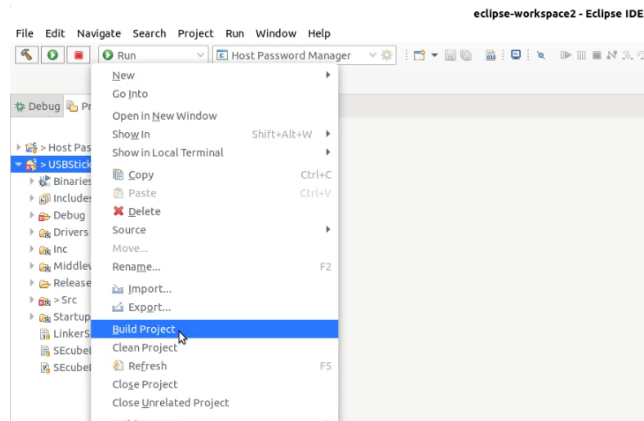 eclipse-workspace2 - Eclipse IDE
File Edit Navigate Search Project Run Window Help
Run Host Password Manager
New
Go Into
Debug Pr
Open in New Window
Show In Shift+Alt+W
> Host Pas
Show in Local Terminal
> USBStick
Copy Ctrl+C
Binaries
Paste Ctrl+V
Includes
Delete
Debug
Source
Drivers
Move...
Inc
Rename... F2
Middlew
Import...
Release
Export...
> Src
Startup
Build Project
LinkerS
Clean Project
SEcube
Refresh F5
SEcube
Close Project
Close Unrelated Project